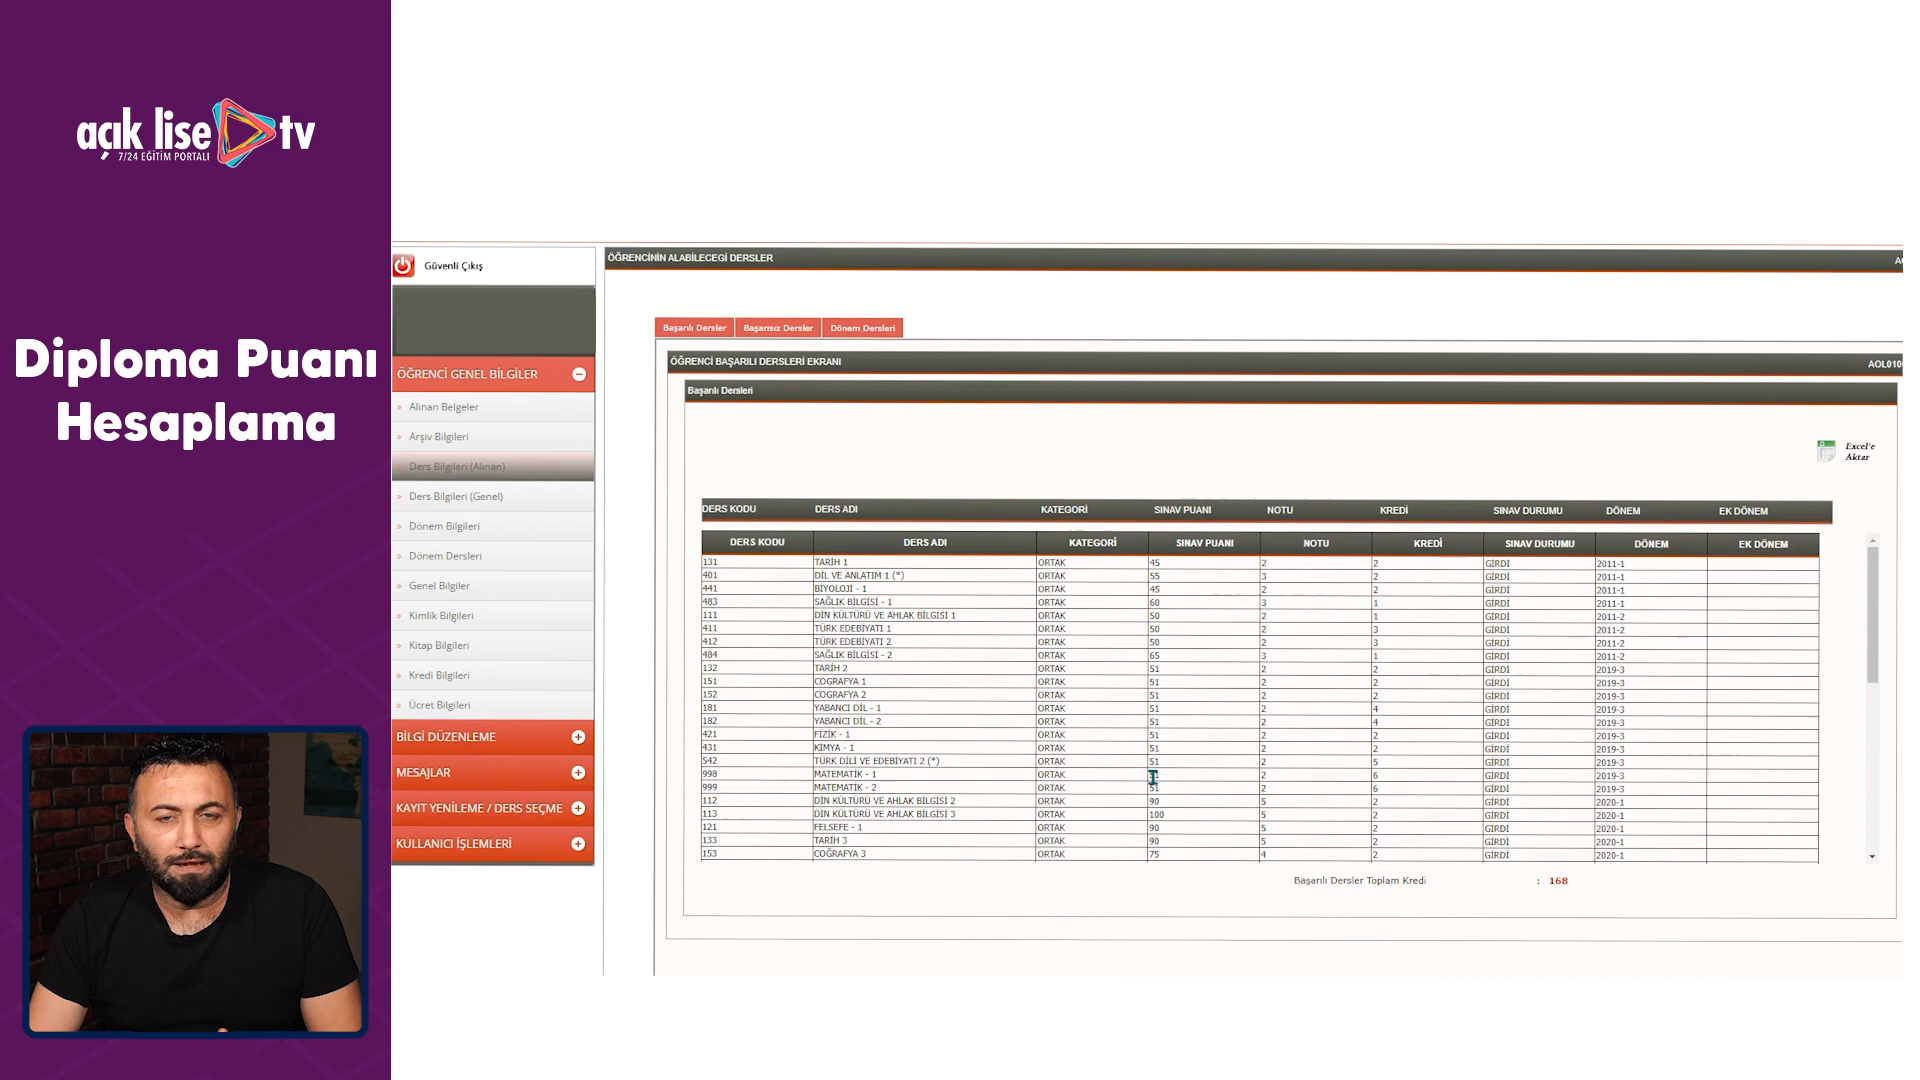 açık lise tv
7/24 EĞİTİM PORTALI
Diploma Puanı
Hesaplama
Güvenli Çıkış
ÖĞRENCİ GENEL BİLGİLER
» Alınan Belgeler
» Arşiv Bilgileri
» Ders Bilgileri (Alınan)
» Ders Bilgileri (Genel)
» Dönem Bilgileri
» Dönem Dersleri
» Genel Bilgiler
» Kimlik Bilgileri
» Kitap Bilgileri
» Kredi Bilgileri
» Ücret Bilgileri
BİLGİ DÜZENLEME
MESAJLAR
KAYIT YENİLEME / DERS SEÇME
KULLANICI İŞLEMLERİ
ÖĞRENCİNİN ALABİLECEGİ DERSLER
Başarılı Dersler Başarısız Dersler Dönem Dersleri
ÖĞRENCİ BAŞARILI DERSLERİ EKRANI AOL010
Başarılı Dersleri
Excel'e
Aktar
DERS KODU DERS ADI KATEGORİ SINAV PUANI NOTU KREDİ SINAV DURUMU DÖNEM EK DÖNEM
DERS KODU DERS ADI KATEGORİ SINAV PUANI NOTU KREDİ SINAV DURUMU DÖNEM EK DÖNEM
131 TARİH 1 ORTAK 45 2 2 GİRDİ 2011-1
401 DİL VE ANLATIM 1 (*) ORTAK 55 3 2 GİRDİ 2011-1
441 BİYOLOJİ - 1 ORTAK 45 2 2 GİRDİ 2011-1
483 SAĞLIK BİLGİSİ - 1 ORTAK 60 3 1 GİRDİ 2011-1
111 DİN KÜLTÜRÜ VE AHLAK BİLGİSİ 1 ORTAK 50 2 1 GİRDİ 2011-2
411 TÜRK EDEBİYATI 1 ORTAK 50 2 3 GİRDİ 2011-2
412 TÜRK EDEBİYATI 2 ORTAK 50 2 3 GİRDİ 2011-2
484 SAĞLIK BİLGİSİ - 2 ORTAK 65 3 1 GİRDİ 2011-2
132 TARİH 2 ORTAK 51 2 2 GİRDİ 2019-3
151 COGRAFYA 1 ORTAK 51 2 2 GİRDİ 2019-3
152 COGRAFYA 2 ORTAK 51 2 2 GİRDİ 2019-3
181 YABANCI DİL - 1 ORTAK 51 2 4 GİRDİ 2019-3
182 YABANCI DİL - 2 ORTAK 51 2 4 GİRDİ 2019-3
421 FİZİK - 1 ORTAK 51 2 2 GİRDİ 2019-3
431 KİMYA - 1 ORTAK 51 2 2 GİRDİ 2019-3
542 TÜRK DİLİ VE EDEBİYATI 2 (*) ORTAK 51 2 5 GİRDİ 2019-3
998 MATEMATİK - 1 ORTAK 2 6 GİRDİ 2019-3
999 MATEMATİK - 2 ORTAK 51 2 6 GİRDİ 2019-3
112 DİN KÜLTÜRÜ VE AHLAK BİLGİSİ 2 ORTAK 90 5 2 GİRDİ 2020-1
113 DİN KÜLTÜRÜ VE AHLAK BİLGİSİ 3 ORTAK 100 5 2 GİRDİ 2020-1
121 FELSEFE - 1 ORTAK 90 5 2 GİRDİ 2020-1
133 TARİH 3 ORTAK 90 5 2 GİRDİ 2020-1
153 COĞRAFYA 3 ORTAK 75 4 2 GİRDİ 2020-1
Başarılı Dersler Toplam Kredi : 168